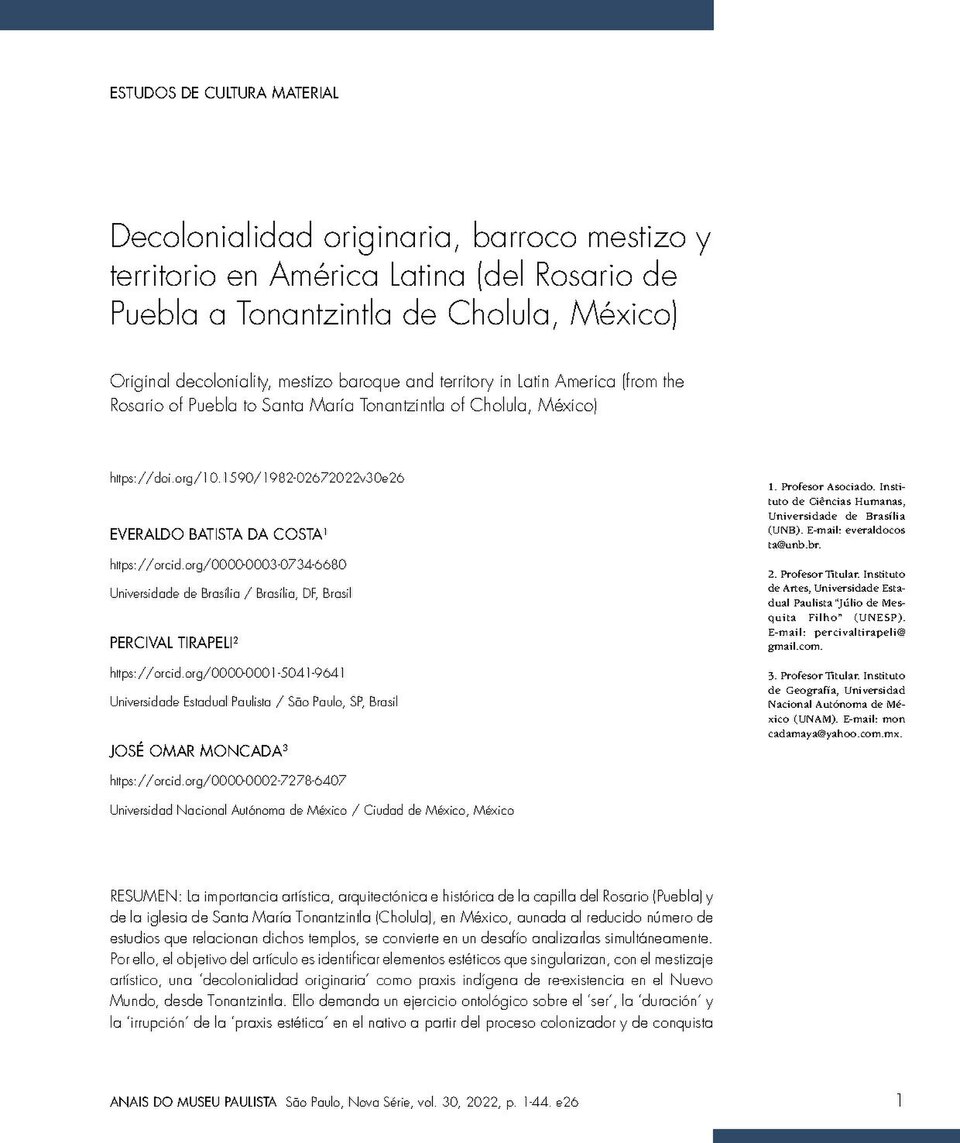 ESTUDOS DE CULTURA MATERIAL
Decolonialidad originaria, barroco mestizo y
territorio en América Latina (del Rosario de
Puebla a Tonantzintla de Cholula, México)
Original decoloniality, mestizo baroque and territory in Latin America (from the
Rosario of Puebla to Santa María Tonantzintla of Cholula, México)
https://doi.org/10.1590/1982-02672022v30e26
EVERALDO BATISTA DA COSTA¹
https://orcid.org/0000-0003-0734-6680
Universidade de Brasília / Brasília, DF, Brasil
PERCIVAL TIRAPELI²
https://orcid.org/0000-0001-5041-9641
Universidade Estadual Paulista / São Paulo, SP, Brasil
JOSÉ OMAR MONCADA³
https://orcid.org/0000-0002-7278-6407
Universidad Nacional Autónoma de México / Ciudad de México, México
1. Profesor Asociado. Insti-
tuto de Ciências Humanas,
Universidade de Brasília
(UNB). E-mail: everaldocos
ta@unb.br.
2. Profesor Titular. Instituto
de Artes, Universidade Esta-
dual Paulista “Júlio de Mes-
quita Filho” (UNESP).
E-mail: percivaltirapeli@
gmail.com.
3. Profesor Titular. Instituto
de Geografía, Universidad
Nacional Autónoma de Mé-
xico (UNAM). E-mail: mon
cadamaya@yahoo.com.mx.
RESUMEN: La importancia artística, arquitectónica e histórica de la capilla del Rosario (Puebla) y
de la iglesia de Santa María Tonantzintla (Cholula), en México, aunada al reducido número de
estudios que relacionan dichos templos, se convierte en un desafío analizarlas simultáneamente.
Por ello, el objetivo del artículo es identificar elementos estéticos que singularizan, con el mestizaje
artístico, una ‘decolonialidad originaria’ como praxis indígena de re-existencia en el Nuevo
Mundo, desde Tonantzintla. Ello demanda un ejercicio ontológico sobre el ‘ser’, la ‘duración’ y
la ‘irrupción’ de la ‘praxis estética’ en el nativo a partir del proceso colonizador y de conquista
ANAIS DO MUSEU PAULISTA São Paulo, Nova Série, vol. 30, 2022, p. 1-44. e26
1